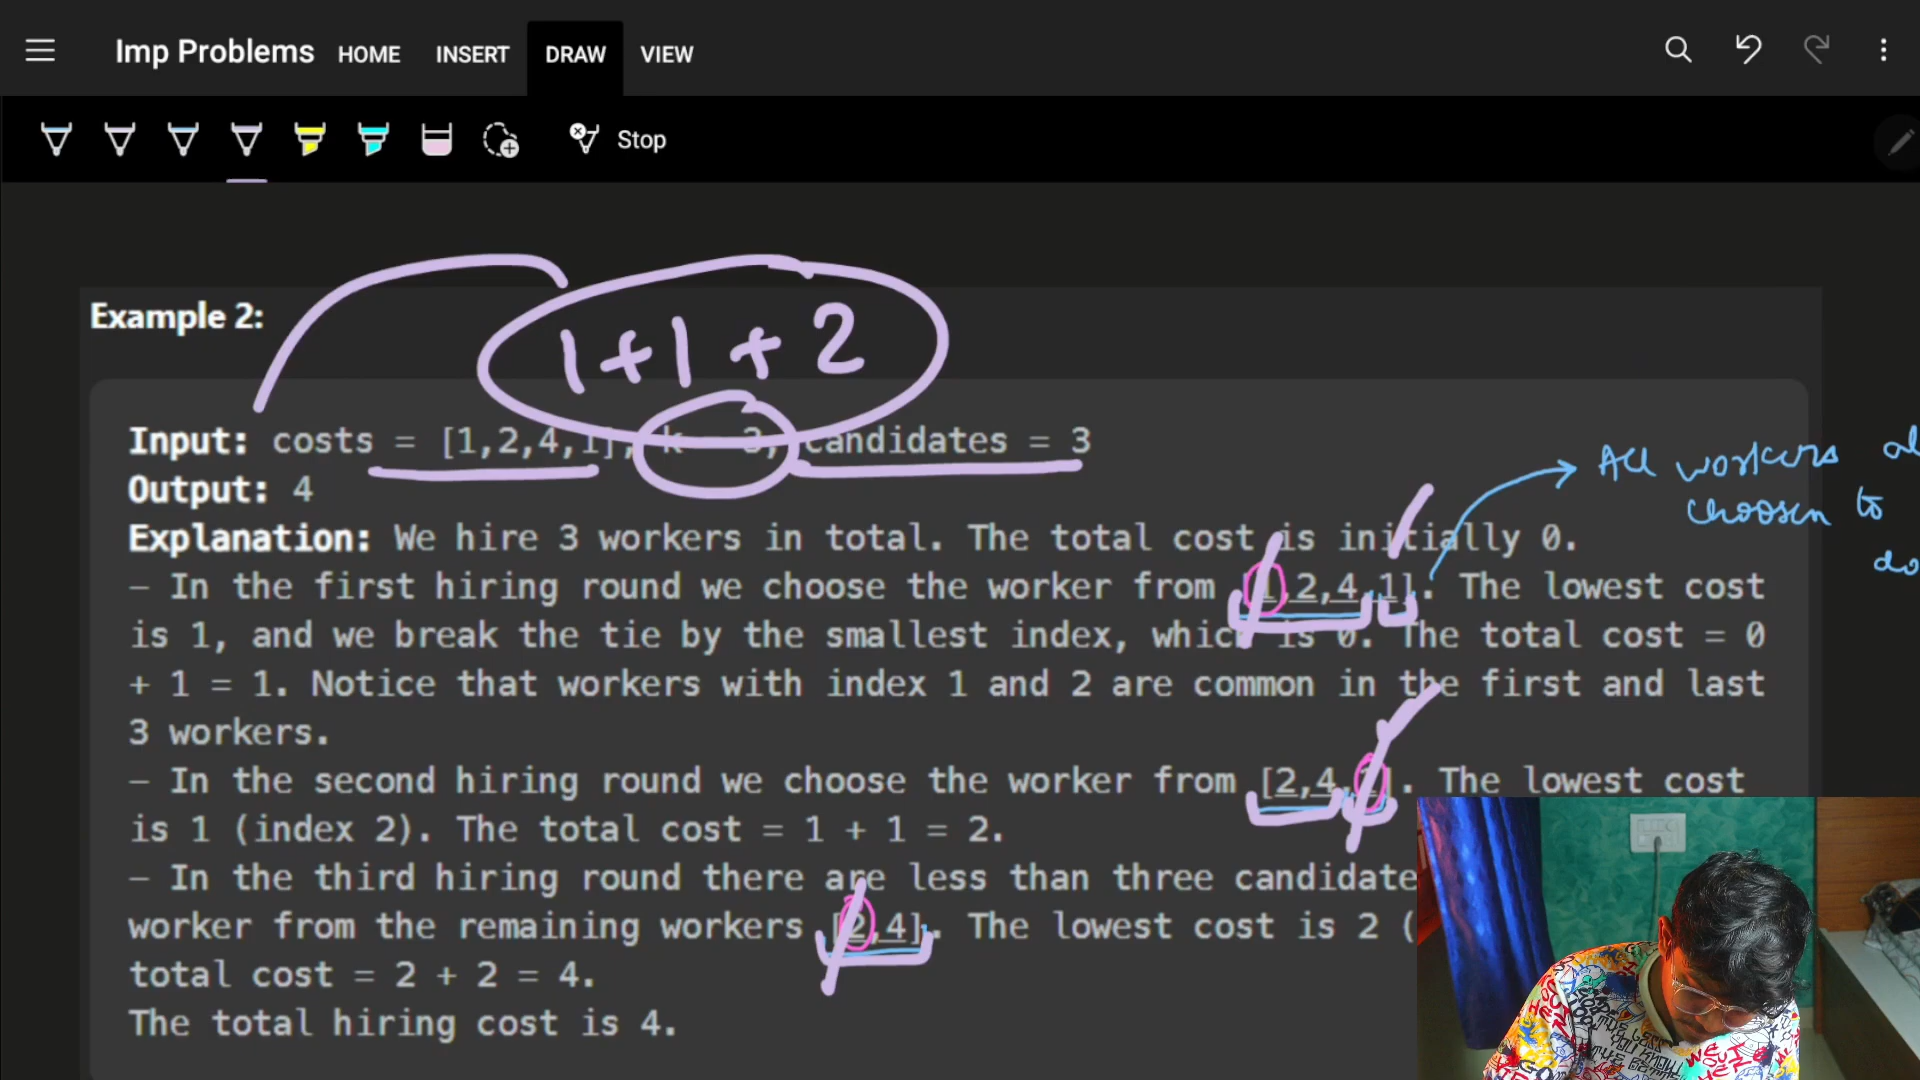 Imp Problems HOME INSERT DRAW VIEW
Stop
Example 2:
1+1+2
Input: costs = [1,2,4,1], k = 3, candidates = 3
Output: 4
Explanation: We hire 3 workers in total. The total cost is initially 0.
– In the first hiring round we choose the worker from [1,2,4,1]. The lowest cost
is 1, and we break the tie by the smallest index, which is 0. The total cost = 0
+ 1 = 1. Notice that workers with index 1 and 2 are common in the first and last
3 workers.
– In the second hiring round we choose the worker from [2,4,1]. The lowest cost
is 1 (index 2). The total cost = 1 + 1 = 2.
– In the third hiring round there are less than three candidate
worker from the remaining workers [2,4]. The lowest cost is 2 (
total cost = 2 + 2 = 4.
The total hiring cost is 4.
All workers
choosen to
do